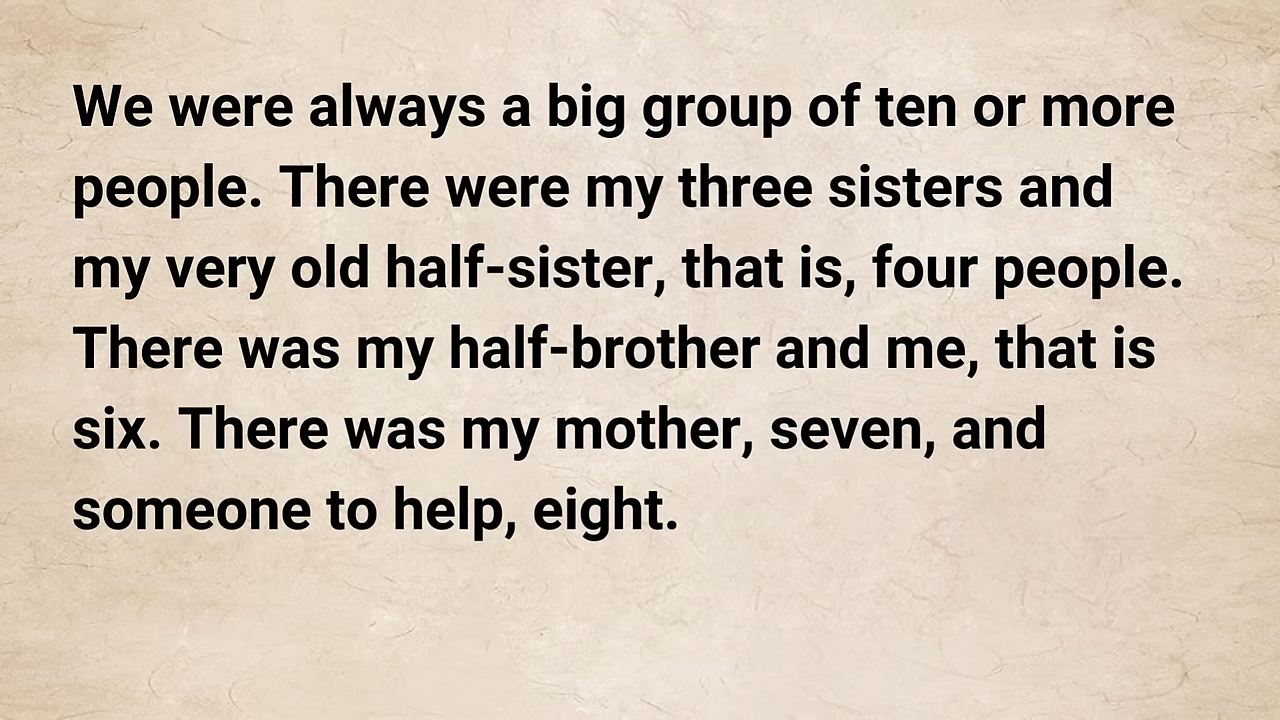 We were always a big group of ten or more
people. There were my three sisters and
my very old half-sister, that is, four people.
There was my half-brother and me, that is
six. There was my mother, seven, and
someone to help, eight.